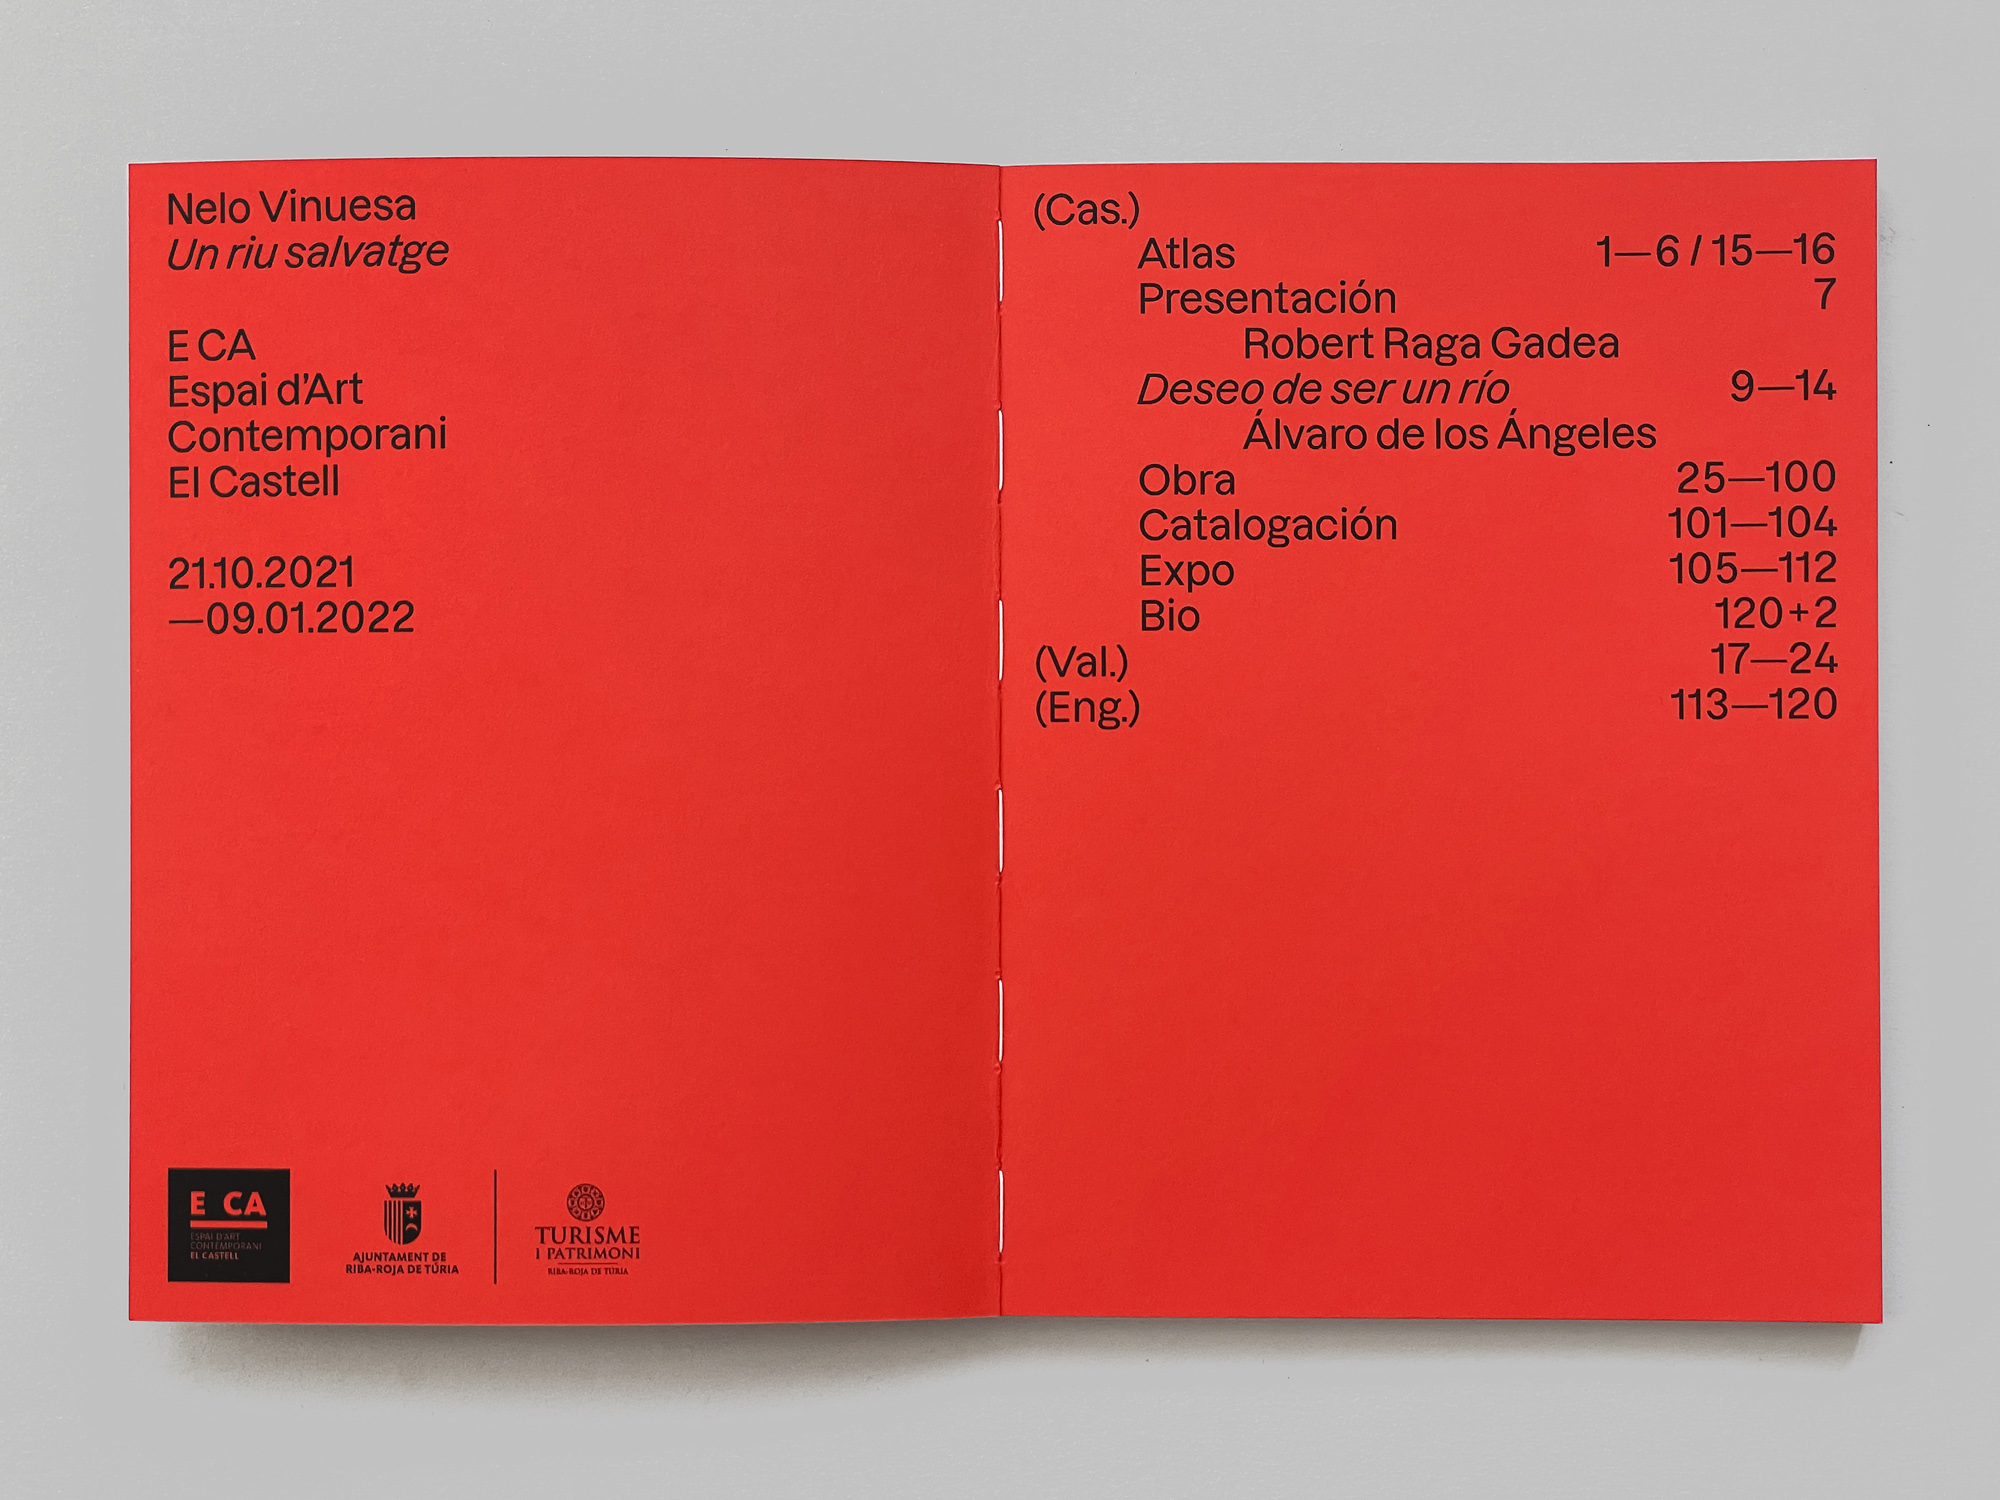 Nelo Vinuesa
Un riu salvatge
E CA
Espai d’Art
Contemporani
El Castell
21.10.2021
—09.01.2022
E CA
ESPAI D'ART
CONTEMPORANI
EL CASTELL
AJUNTAMENT DE
RIBA-ROJA DE TÚRIA
TURISME
I PATRIMONI
RIBA-ROJA DE TÚRIA
(Cas.)
Atlas 1—6 / 15—16
Presentación 7
Robert Raga Gadea
Deseo de ser un río 9—14
Álvaro de los Ángeles
Obra 25—100
Catalogación 101—104
Expo 105—112
Bio 120+2
(Val.) 17—24
(Eng.) 113—120